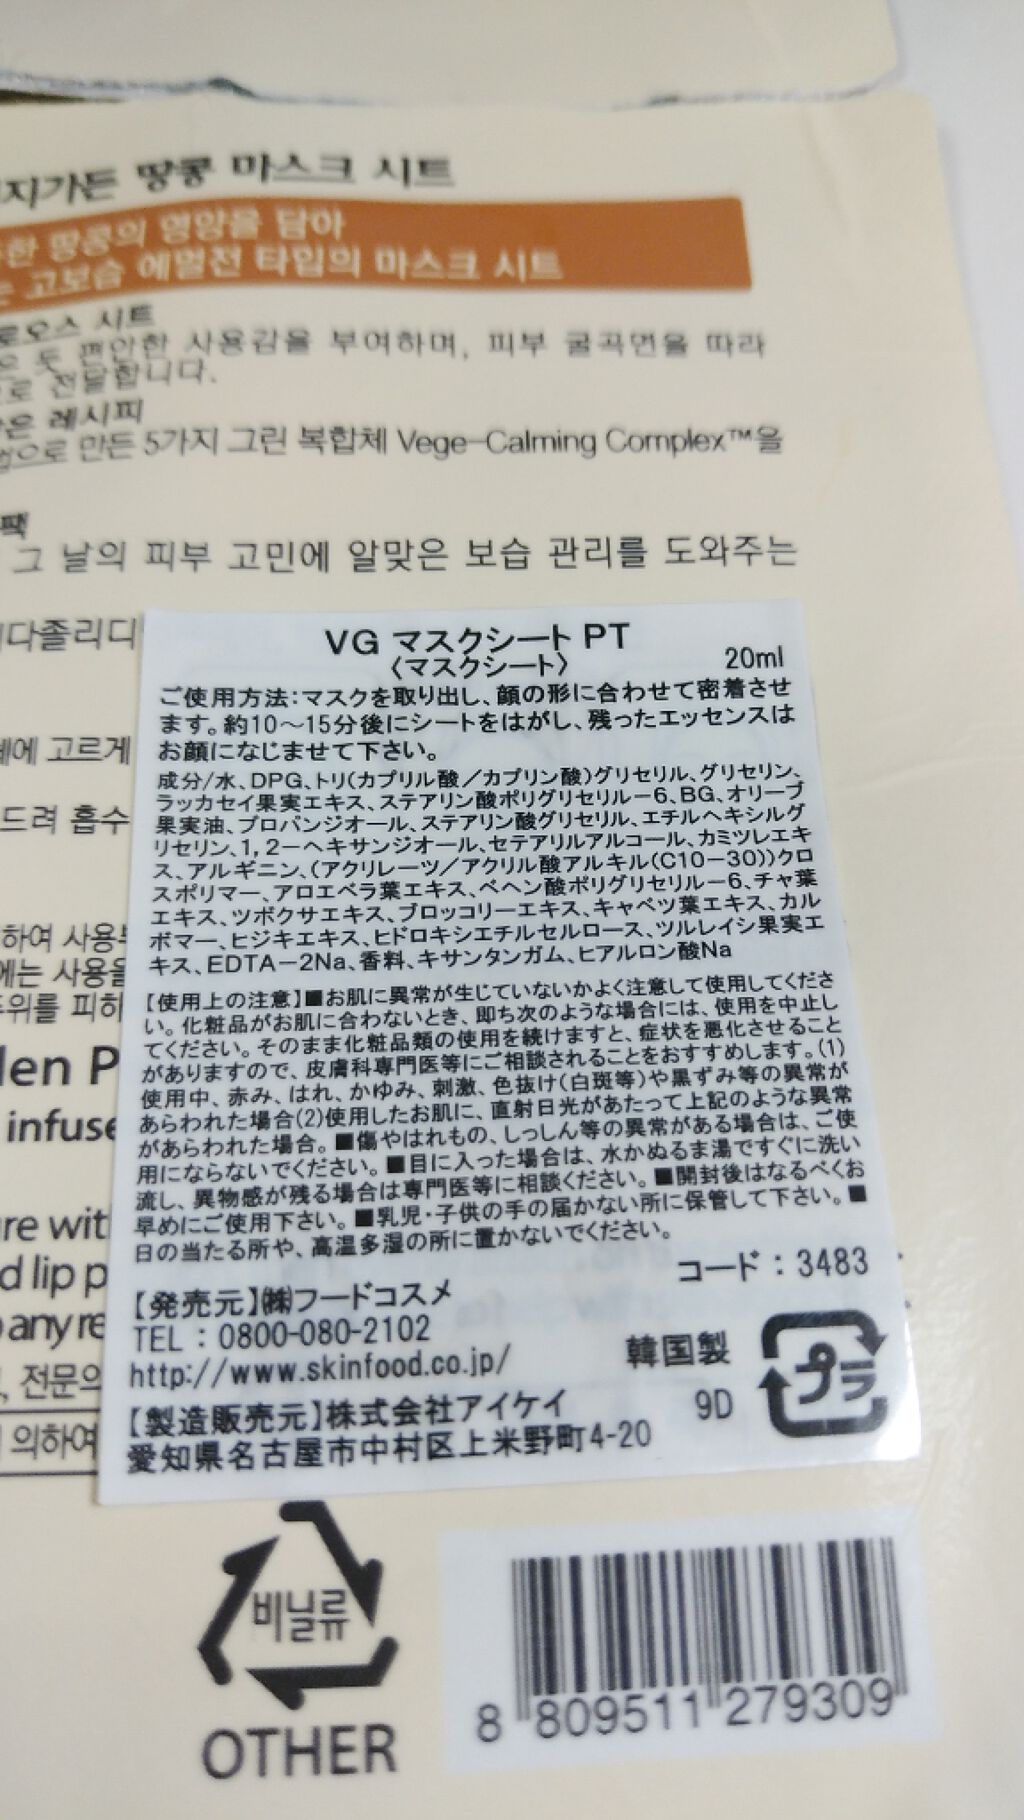 지가든 땅콩 마스크 시트
한 땅콩의 영양을 담아
는 고보습 에멀전 타입의 마스크 시트
로오스 시트
듯 편안한 사용감을 부여하며, 피부 굴곡면을 따라
로 전달합니다.
은 레시피
으로 만든 5가지 그린 복합체 Vege-Calming Complex™을
팩
그 날의 피부 고민에 알맞은 보습 관리를 도와주는
다졸리디
에 고르게
드려 흡수
하여 사용
에는 사용을
위를 피하
den P
infuse
ure wit
d lip p
any re
, 전문의
의하여
VG マスクシート PT
〈マスクシート〉 20ml
ご使用方法:マスクを取り出し、顔の形に合わせて密着させ
ます。約10〜15分後にシートをはがし、残ったエッセンスは
お顔になじませて下さい。
成分/水、DPG、トリ(カプリル酸/カプリン酸)グリセリル、グリセリン、
ラッカセイ果実エキス、ステアリン酸ポリグリセリル-6、BG、オリーブ
果実油、プロパンジオール、ステアリン酸グリセリル、エチルヘキシルグ
リセリン、1,2-ヘキサンジオール、セテアリルアルコール、カミツレエキ
ス、アルギニン、(アクリレーツ/アクリル酸アルキル(C10-30))クロ
スポリマー、アロエベラ葉エキス、ベヘン酸ポリグリセリル-6、チャ葉
エキス、ツボクサエキス、ブロッコリーエキス、キャベツ葉エキス、カル
ボマー、ヒジキエキス、ヒドロキシエチルセルロース、ツルレイシ果実エ
キス、EDTA-2Na、香料、キサンタンガム、ヒアルロン酸Na
【使用上の注意】■お肌に異常が生じていないかよく注意して使用してくださ
い。化粧品がお肌に合わないとき、即ち次のような場合には、使用を中止し
てください。そのまま化粧品類の使用を続けますと、症状を悪化させること
がありますので、皮膚科専門医等にご相談されることをおすすめします。(1)
使用中、赤み、はれ、かゆみ、刺激、色抜け(白斑等)や黒ずみ等の異常が
あらわれた場合(2)使用したお肌に、直射日光があたって上記のような異常
があらわれた場合。■傷やはれもの、しっしん等の異常がある場合は、ご使
用にならないでください。■目に入った場合は、水かぬるま湯ですぐに洗い
流し、異物感が残る場合は専門医等に相談ください。■開封後はなるべくお
早めにご使用下さい。■乳児・子供の手の届かない所に保管して下さい。■
日の当たる所や、高温多湿の所に置かないでください。
コード:3483
【発売元】㈱フードコスメ
TEL:0800-080-2102
http://www.skinfood.co.jp/
韓国製
プラ
【製造販売元】株式会社アイケイ 9D
愛知県名古屋市中村区上米野町4-20
비닐류
OTHER
8 809511 279309